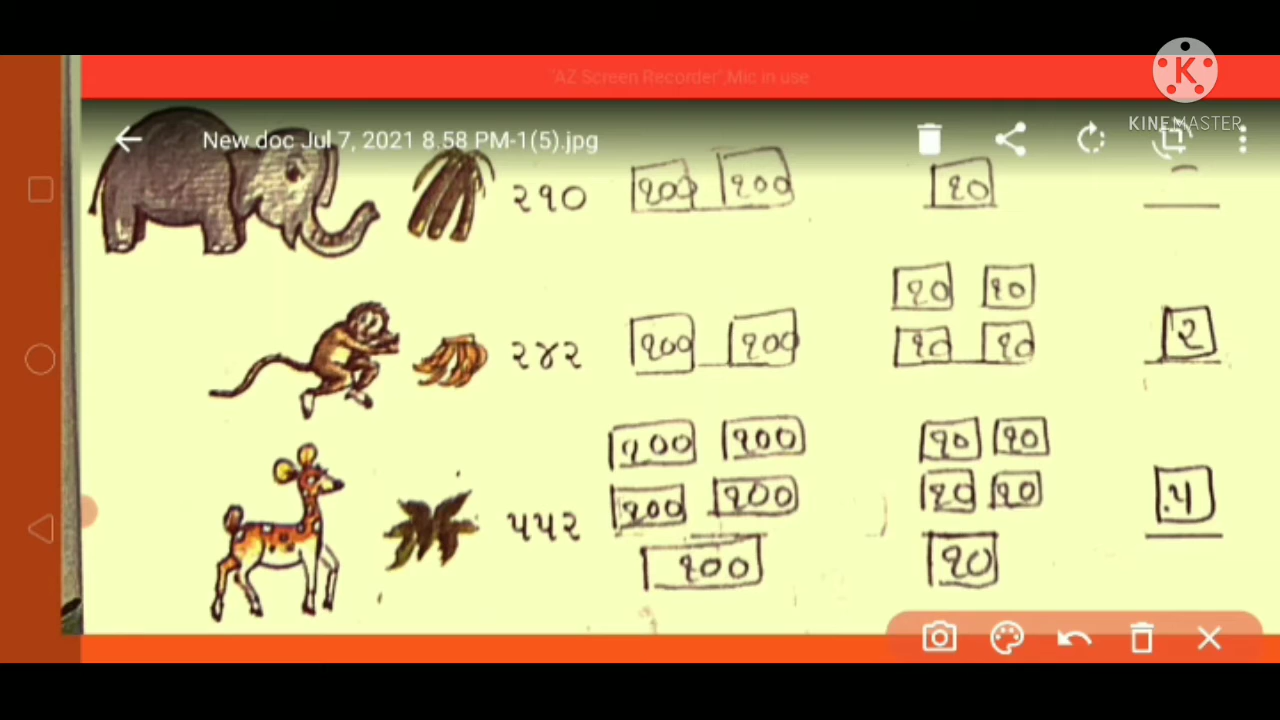 "AZ Screen Recorder",Mic in use
KINEMASTER
New doc Jul 7, 2021 8.58 PM-1(5).jpg
૨૧૦ ૧૦૦ ૧૦૦ ૧૦
૧૦ ૧૦
૨૪૨ ૧૦૦ ૧૦૦ ૧૦ ૧૦ ૨
૧૦૦ ૧૦૦ ૧૦ ૧૦
૫૫૨ ૧૦૦ ૧૦૦ ૧૦ ૧૦ ૫
૧૦૦ ૧૦